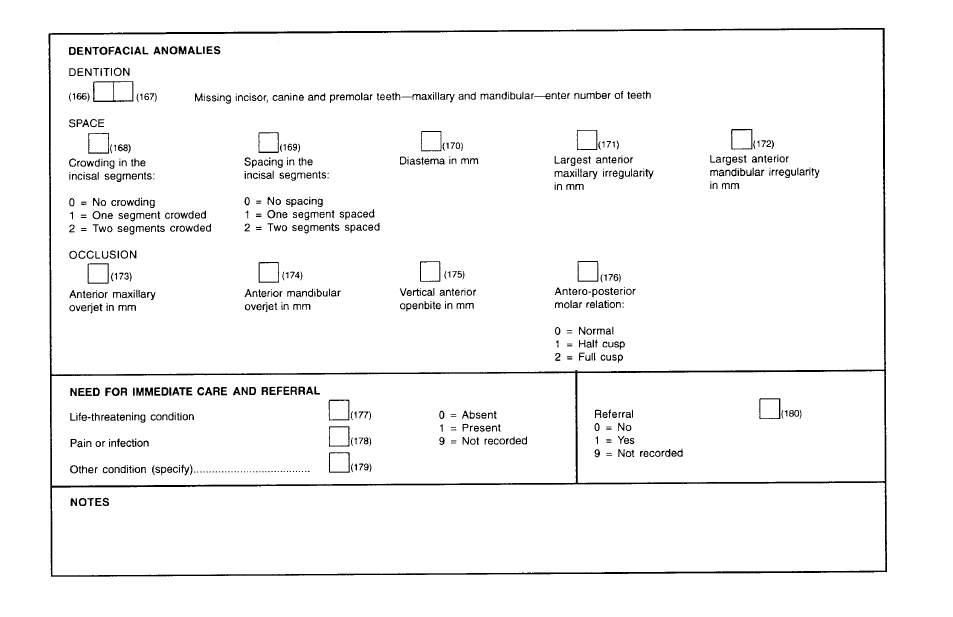 DENTOFACIAL ANOMALIES
DENTITION
(166) (167) Missing incisor, canine and premolar teeth—maxillary and mandibular—enter number of teeth
SPACE
(168) (169) (170) (171) (172)
Crowding in the Spacing in the Diastema in mm Largest anterior Largest anterior
incisal segments: incisal segments: maxillary irregularity mandibular irregularity
in mm in mm
0 = No crowding 0 = No spacing
1 = One segment crowded 1 = One segment spaced
2 = Two segments crowded 2 = Two segments spaced
OCCLUSION
(173) (174) (175) (176)
Anterior maxillary Anterior mandibular Vertical anterior Antero-posterior
overjet in mm overjet in mm openbite in mm molar relation:
0 = Normal
1 = Half cusp
2 = Full cusp
NEED FOR IMMEDIATE CARE AND REFERRAL
Life-threatening condition (177) 0 = Absent
1 = Present
Pain or infection (178) 9 = Not recorded
Other condition (specify)...................................... (179)
Referral (180)
0 = No
1 = Yes
9 = Not recorded
NOTES